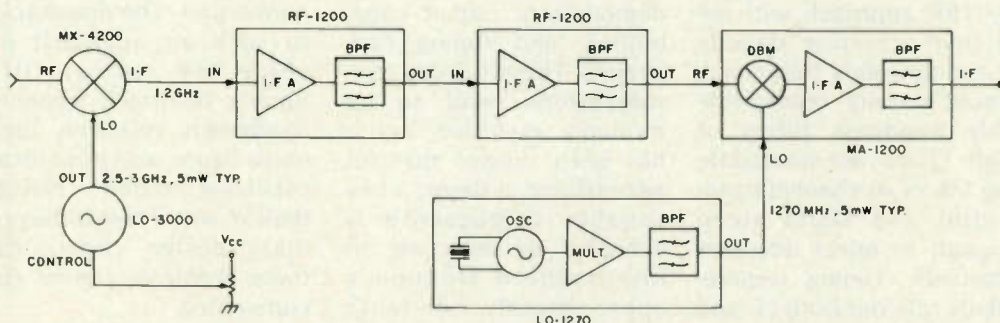 MX-4200
RF
I-F
1.2GHz
LO
OUT
2.5-3 GHz, 5mW TYP.
LO-3000
CONTROL
Vcc
RF-1200
IN
I-F A
BPF
OUT
RF-1200
IN
I-F A
BPF
OUT
RF
DBM
I-F A
BPF
I-F
MA-1200
LO
1270 MHz, .5mW TYP.
OSC
MULT.
BPF
OUT
LO-1270